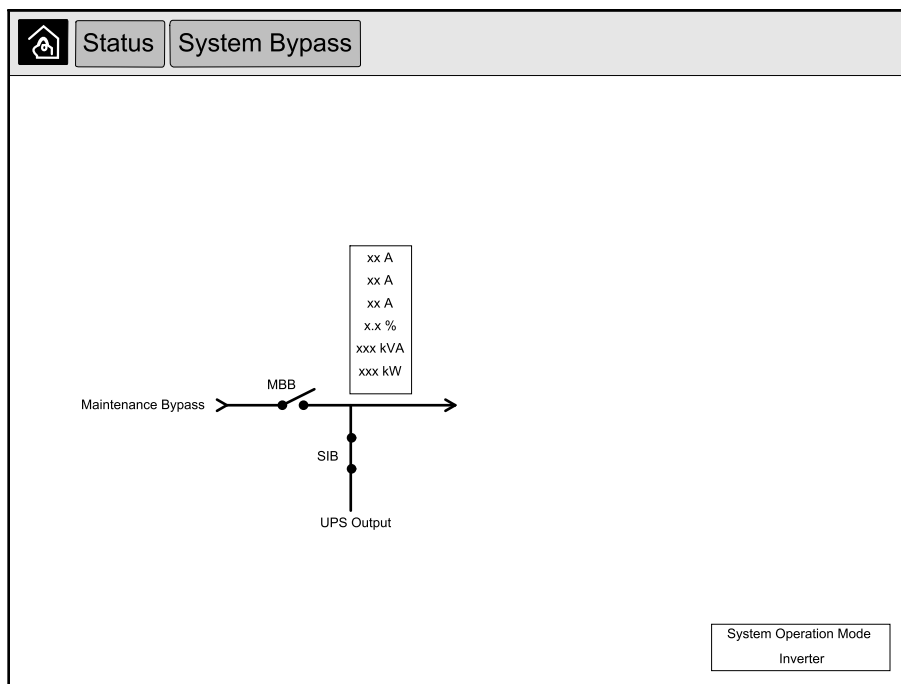 Status
System Bypass
xx A
xx A
xx A
x.x %
xxx kVA
xxx kW
MBB
Maintenance Bypass
SIB
UPS Output
System Operation Mode
Inverter